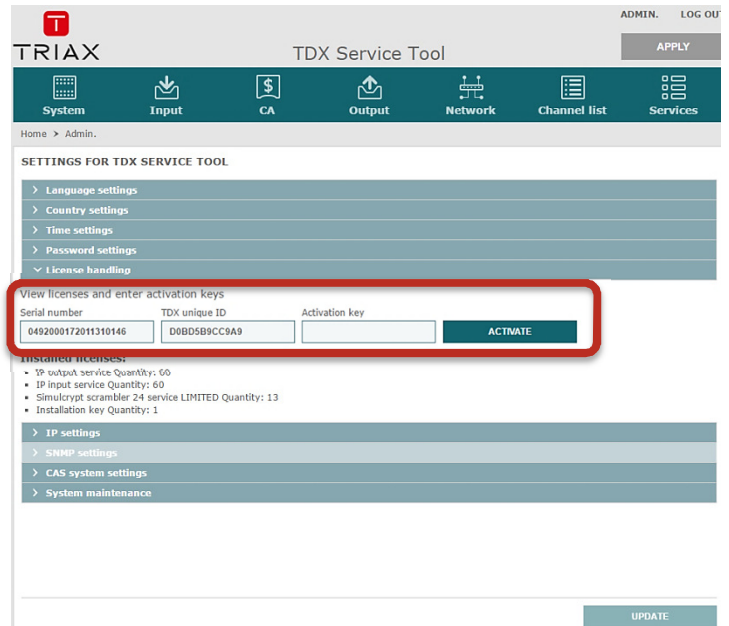 ADMIN. LOG OU
T
TRIAX
TDX Service Tool
APPLY
System Input CA Output Network Channel list Services
Home > Admin.
SETTINGS FOR TDX SERVICE TOOL
Language settings
Country settings
Time settings
Password settings
License handling
View licenses and enter activation keys
Serial number TDX unique ID Activation key
0492000172011310146 D0BD5B9CC9A9 ACTIVATE
Installed licenses:
IP output service Quantity: 60
IP input service Quantity: 60
Simulcrypt scrambler 24 service LIMITED Quantity: 13
Installation key Quantity: 1
IP settings
SNMP settings
CAS system settings
System maintenance
UPDATE